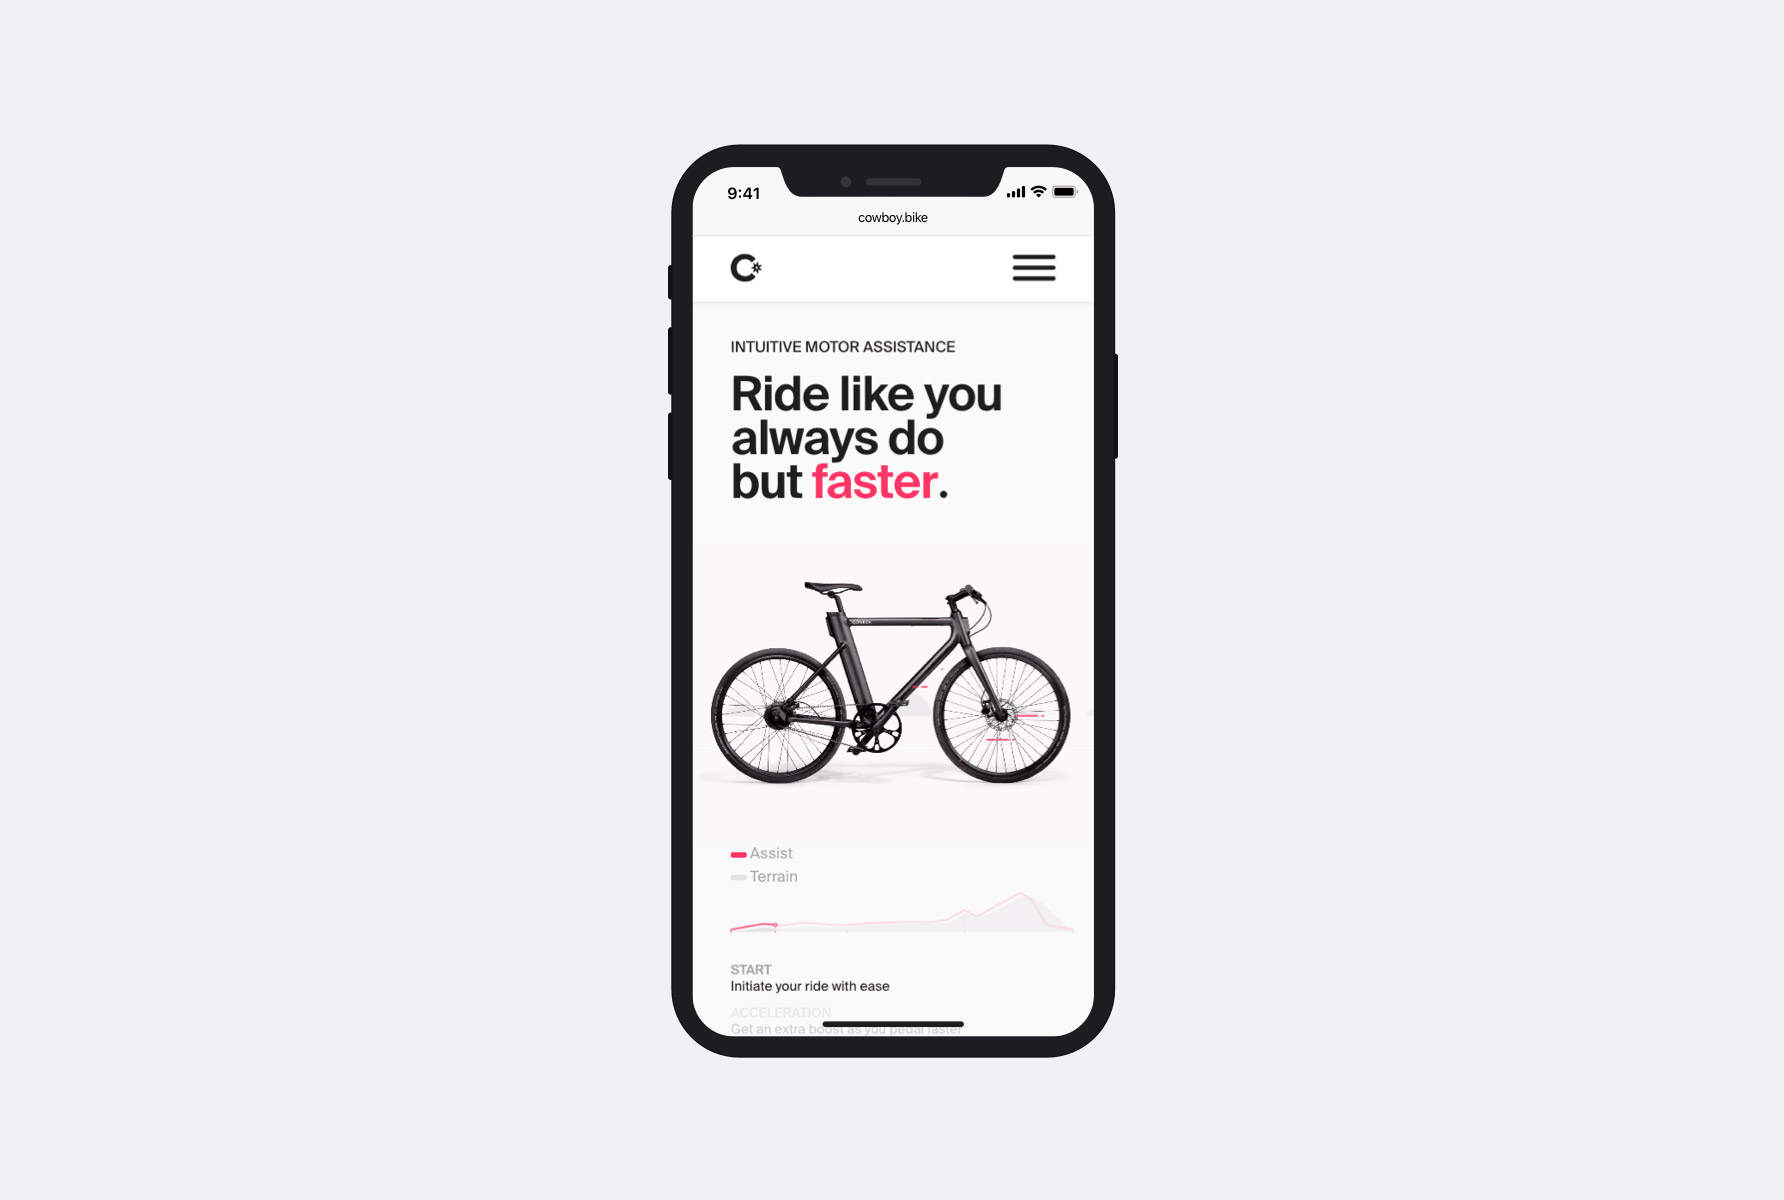 9:41
cowboy.bike
INTUITIVE MOTOR ASSISTANCE
Ride like you
always do
but faster.
Assist
Terrain
START
Initiate your ride with ease
ACCELERATION
Get an extra boost as you pedal faster